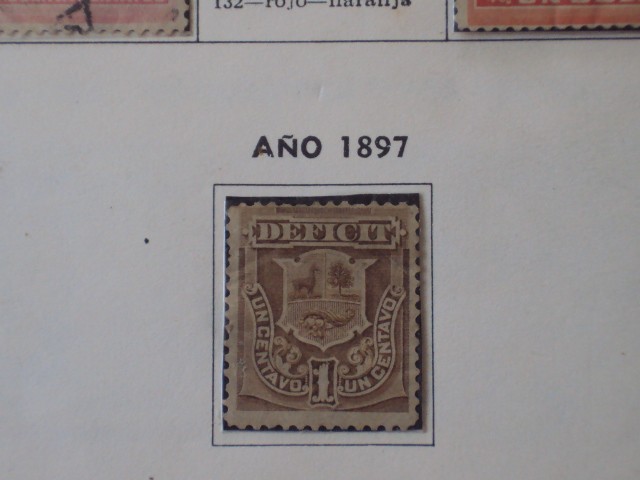 132—rojo—naranja
AÑO 1897
DEFICIT
UN CENTAVO
1
UN CENTAVO